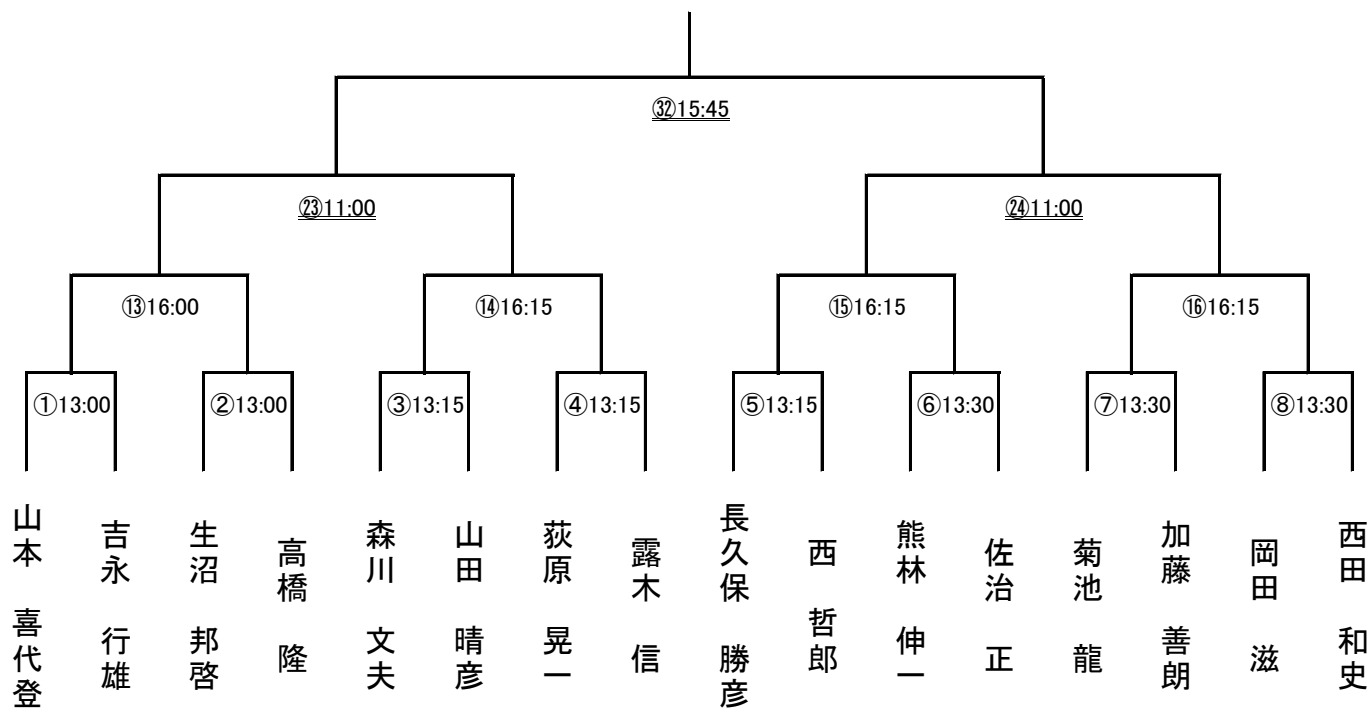 ㉜15:45
㉓11:00
㉔11:00
⑬16:00
⑭16:15
⑮16:15
⑯16:15
①13:00
②13:00
③13:15
④13:15
⑤13:15
⑥13:30
⑦13:30
⑧13:30
山本 喜代登
吉永 行雄
生沼 邦啓
高橋 隆
森川 文夫
山田 晴彦
荻原 晃一
露木 信
長久保 勝彦
西 哲郎
熊林 伸一
佐治 正
菊池 龍
加藤 善朗
岡田 滋
西田 和史